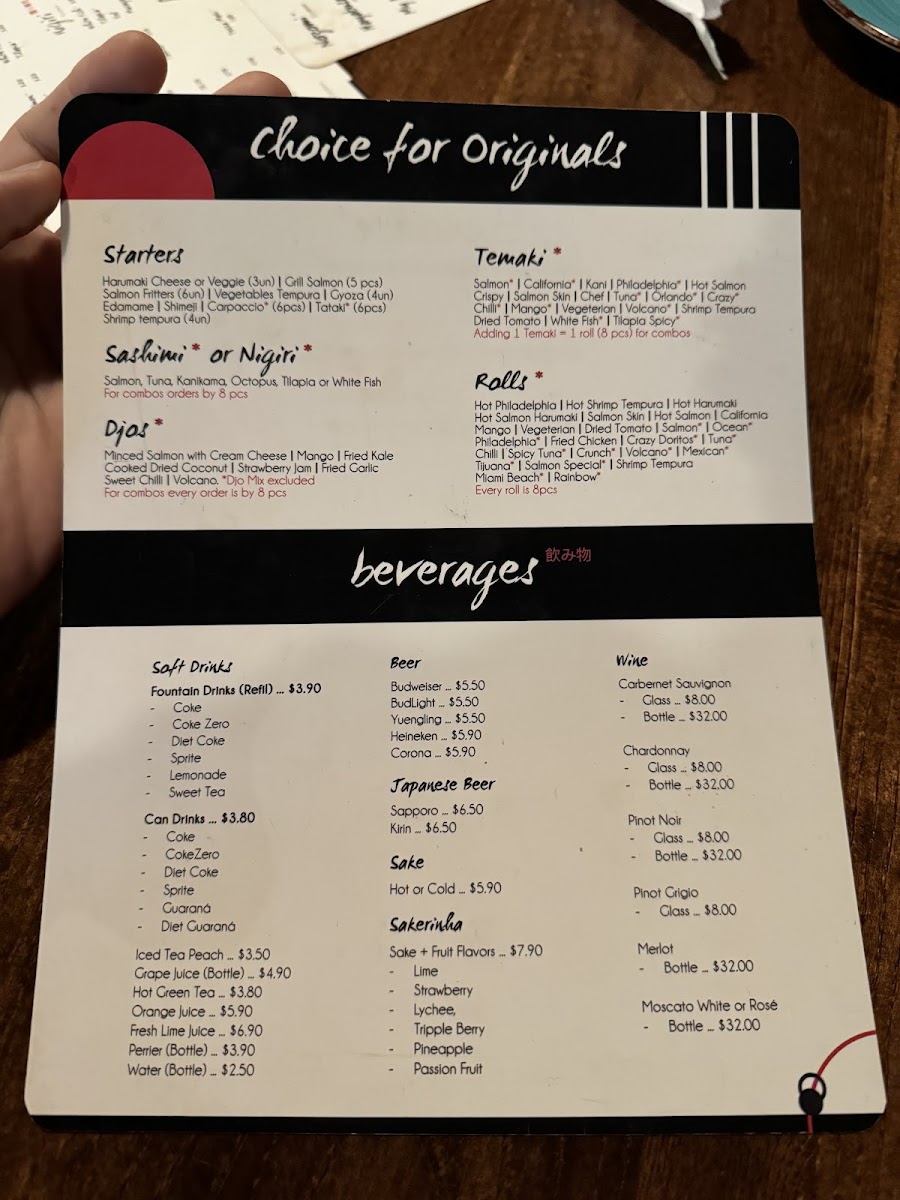 Choice for Originals
Starters
Harumaki Cheese or Veggie (3un) | Grill Salmon (5 pcs)
Salmon Fritters (6un) | Vegetables Tempura | Gyoza (4un)
Edamame | Shimeji | Carpaccio* (6pcs) | Tataki* (6pcs)
Shrimp tempura (4un)
Sashimi* or Nigiri*
Salmon, Tuna, Kanikama, Octopus, Tilapia or White Fish
For combos orders by 8 pcs
Djos*
Minced Salmon with Cream Cheese | Mango | Fried Kale
Cooked Dried Coconut | Strawberry Jam | Fried Garlic
Sweet Chilli | Volcano. *Djo Mix excluded
For combos every order is by 8 pcs
Temaki*
Salmon* | California* | Kani | Philadelphia* | Hot Salmon
Crispy | Salmon Skin | Chef | Tuna* | Orlando* | Crazy*
Chilli* | Mango* | Vegeterian | Volcano* | Shrimp Tempura
Dried Tomato | White Fish* | Tilapia Spicy*
Adding 1 Temaki = 1 roll (8 pcs) for combos
Rolls*
Hot Philadelphia | Hot Shrimp Tempura | Hot Harumaki
Hot Salmon Harumaki | Salmon Skin | Hot Salmon | California
Mango | Vegeterian | Dried Tomato | Salmon* | Ocean*
Philadelphia* | Fried Chicken | Crazy Doritos* | Tuna*
Chilli | Spicy Tuna* | Crunch* | Volcano* | Mexican*
Tijuana* | Salmon Special* | Shrimp Tempura
Miami Beach* | Rainbow*
Every roll is 8pcs
beverages 飲み物
Soft Drinks
Fountain Drinks (Refil) ... $3.90
- Coke
- Coke Zero
- Diet Coke
- Sprite
- Lemonade
- Sweet Tea
Can Drinks ... $3.80
- Coke
- CokeZero
- Diet Coke
- Sprite
- Guaraná
- Diet Guaraná
Iced Tea Peach ... $3.50
Grape Juice (Bottle) ... $4.90
Hot Green Tea ... $3.80
Orange Juice ... $5.90
Fresh Lime Juice ... $6.90
Perrier (Bottle) ... $3.90
Water (Bottle) ... $2.50
Beer
Budweiser ... $5.50
BudLight ... $5.50
Yuengling ... $5.50
Heineken ... $5.90
Corona ... $5.90
Japanese Beer
Sapporo ... $6.50
Kirin ... $6.50
Sake
Hot or Cold ... $5.90
Sakerinha
Sake + Fruit Flavors ... $7.90
- Lime
- Strawberry
- Lychee,
- Tripple Berry
- Pineapple
- Passion Fruit
Wine
Carbernet Sauvignon
- Glass ... $8.00
- Bottle ... $32.00
Chardonnay
- Glass ... $8.00
- Bottle ... $32.00
Pinot Noir
- Glass ... $8.00
- Bottle ... $32.00
Pinot Grigio
- Glass ... $8.00
Merlot
- Bottle ... $32.00
Moscato White or Rosé
- Bottle ... $32.00